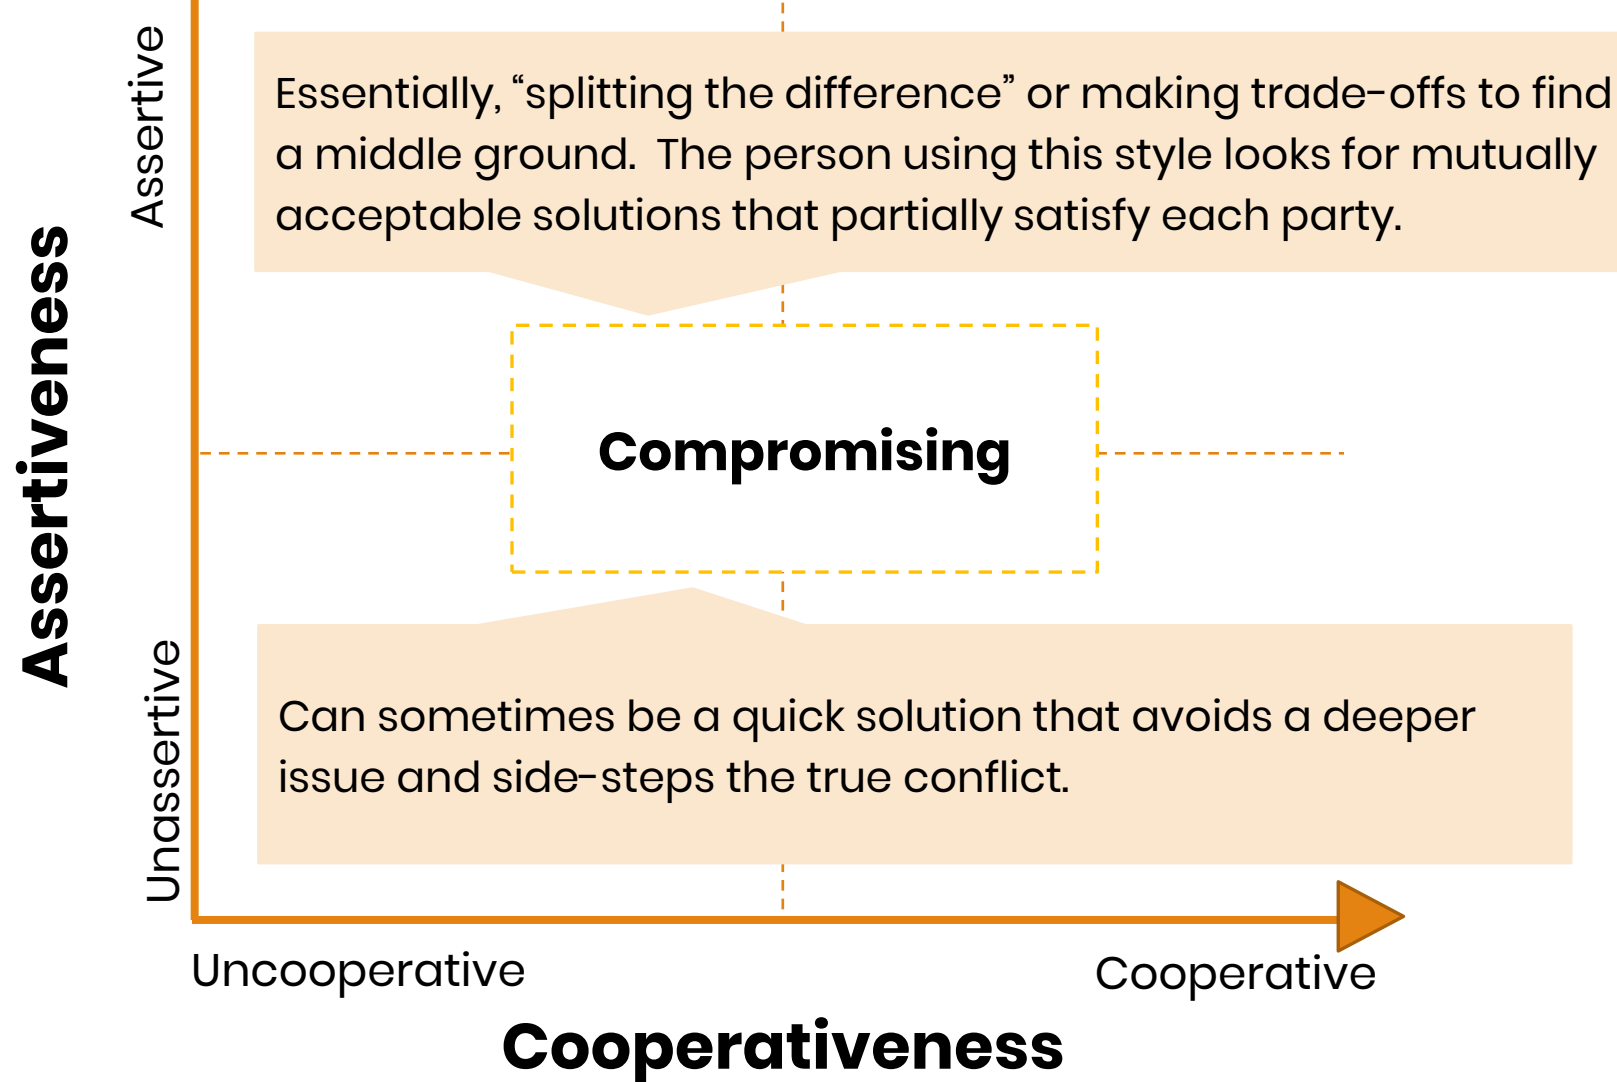 Assertive
Essentially, “splitting the difference” or making trade-offs to find
a middle ground.  The person using this style looks for mutually
acceptable solutions that partially satisfy each party.
Assertiveness
Compromising
Unassertive
Can sometimes be a quick solution that avoids a deeper
issue and side-steps the true conflict.
Uncooperative
Cooperative
Cooperativeness